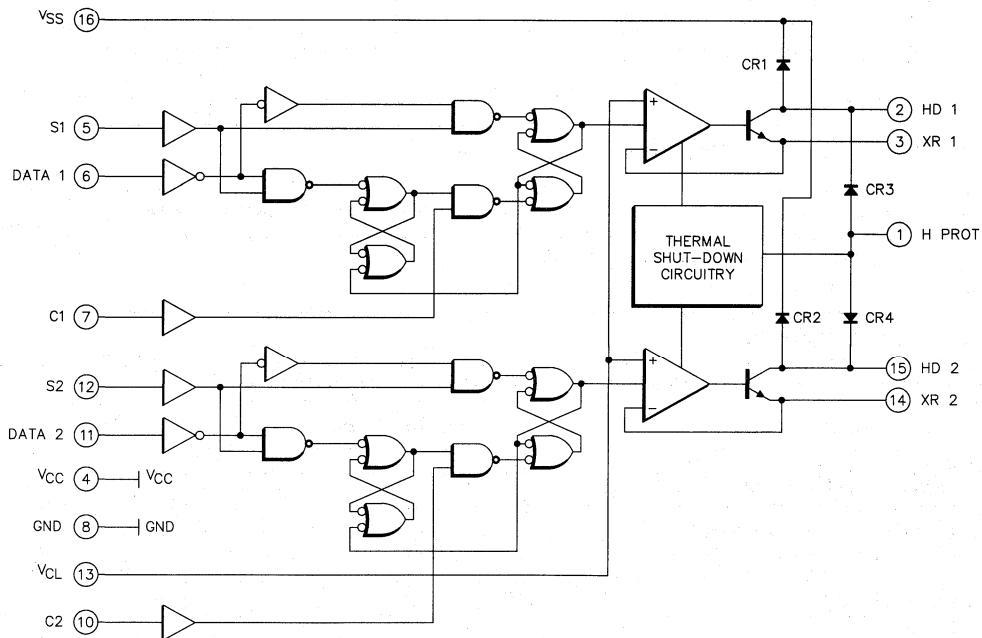 VSS 16
CR1
S1 5
2 HD 1
+
−
3 XR 1
DATA 1 6
CR3
1 H PROT
THERMAL
SHUT-DOWN
CIRCUITRY
C1 7
CR2
CR4
+
−
15 HD 2
S2 12
14 XR 2
DATA 2 11
VCC 4 VCC
GND 8 GND
VCL 13
C2 10